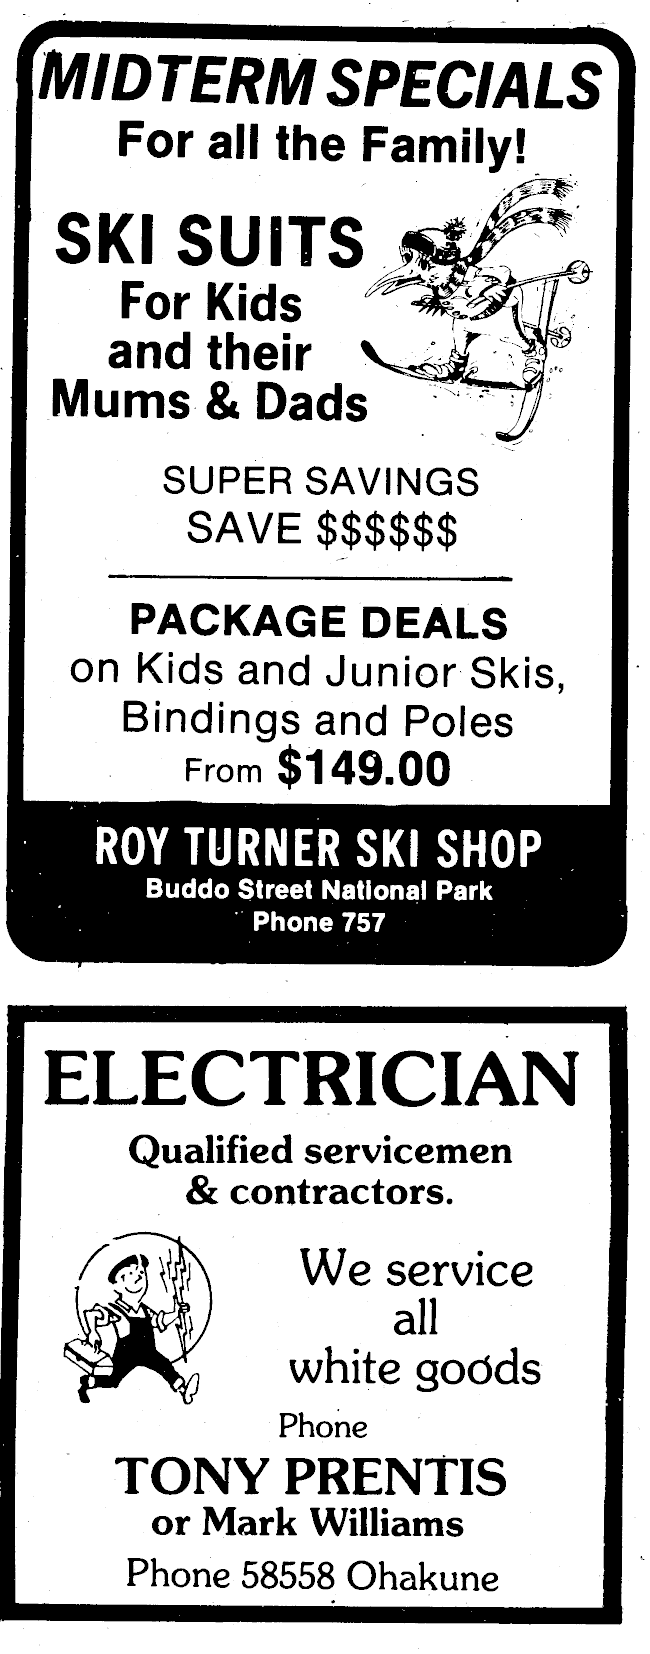 MIDTERM SPECIALS
For all the Family!
SKI SUITS
For Kids
and their
Mums & Dads
SUPER SAVINGS
SAVE $$$$$$
PACKAGE DEALS
on Kids and Junior Skis,
Bindings and Poles
From $149.00
ROY TURNER SKI SHOP
Buddo Street National Park
Phone 757
ELECTRICIAN
Qualified servicemen
& contractors.
We service
all
white goods
Phone
TONY PRENTIS
or Mark Williams
Phone 58558 Ohakune